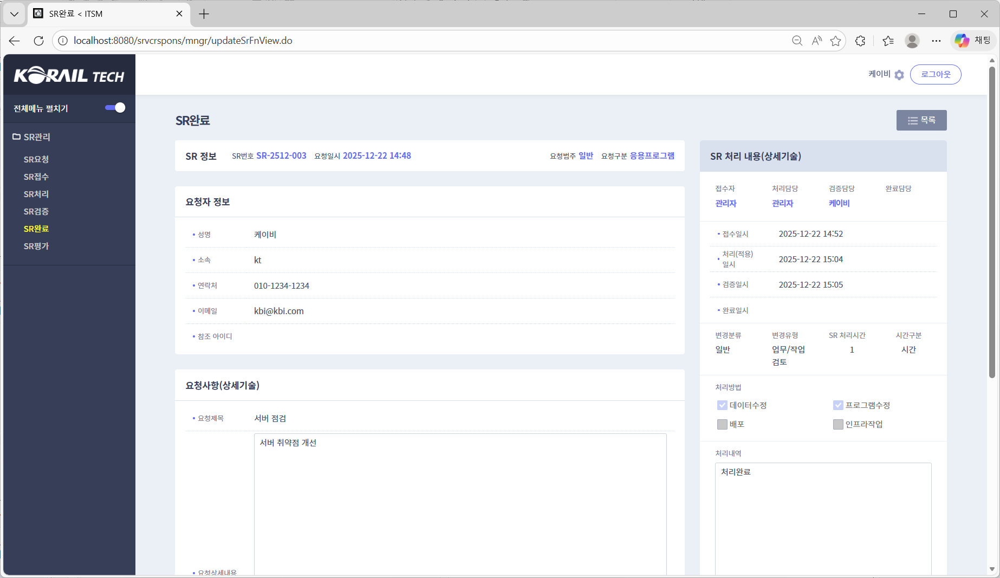 SR완료 < ITSM
localhost:8080/srvcrspons/mngr/updateSrFnView.do
채팅
KORAIL TECH
케이비
로그아웃
전체메뉴 펼치기
SR관리
SR요청
SR접수
SR처리
SR검증
SR완료
SR평가
SR완료
목록
SR 정보 SR번호 SR-2512-003 요청일시 2025-12-22 14:48 요청범주 일반 요청구분 응용프로그램
요청자 정보
성명 케이비
소속 kt
연락처 010-1234-1234
이메일 kbi@kbi.com
참조 아이디
요청사항(상세기술)
요청제목 서버 점검
서버 취약점 개선
요청상세내용
SR 처리 내용(상세기술)
접수자 처리담당 검증담당 완료담당
관리자 관리자 케이비
접수일시 2025-12-22 14:52
처리(적용)
일시 2025-12-22 15:04
검증일시 2025-12-22 15:05
완료일시
변경분류 변경유형 SR 처리시간 시간구분
일반 업무/작업 1 시간
검토
처리방법
데이터수정 프로그램수정
배포 인프라작업
처리내역
처리완료